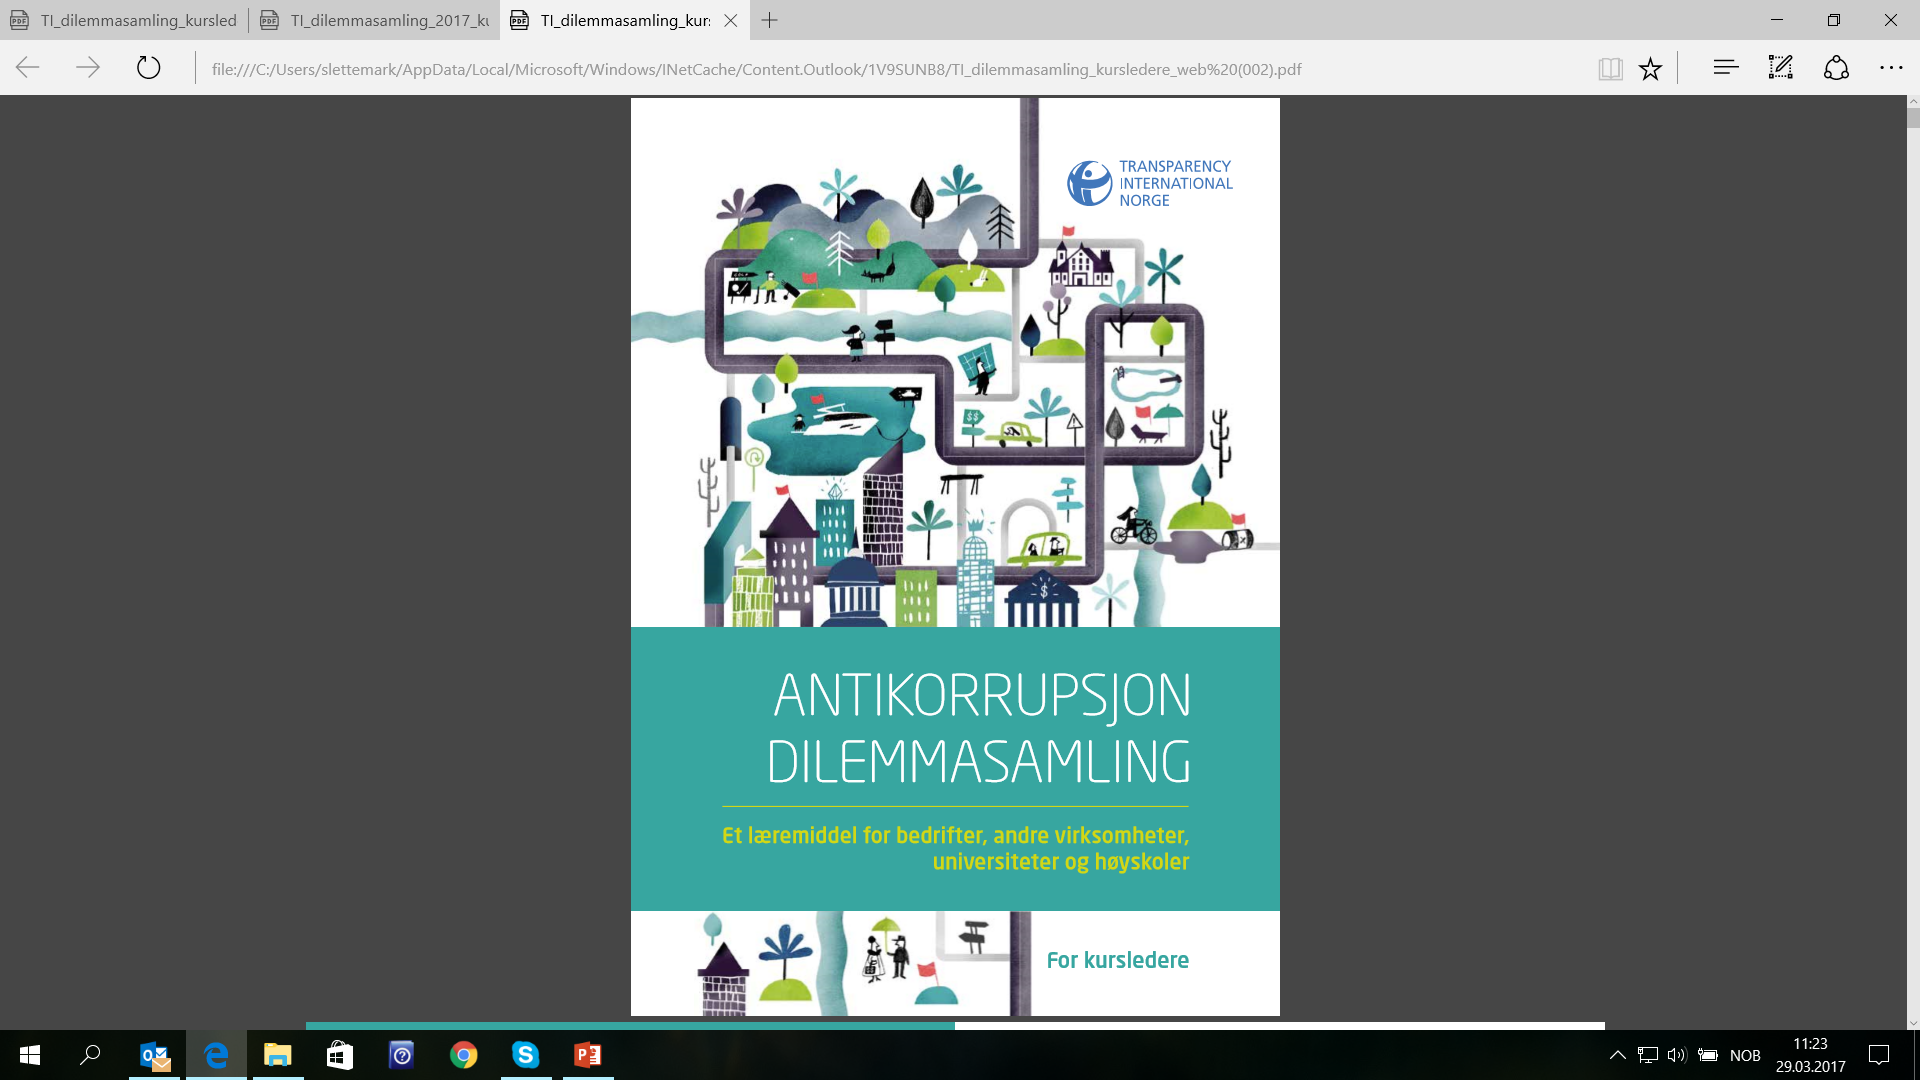 TI_dilemmasamling_kursled
TI_dilemmasamling_2017_ku
TI_dilemmasamling_kurs
file:///C:/Users/slettemark/AppData/Local/Microsoft/Windows/INetCache/Content.Outlook/1V9SUNB8/TI_dilemmasamling_kursledere_web%20(002).pdf
TRANSPARENCY
INTERNATIONAL
NORGE
$$
$
ANTIKORRUPSJON
DILEMMASAMLING
Et læremiddel for bedrifter, andre virksomheter,
universiteter og høyskoler
For kursledere
NOB
11:23
29.03.2017